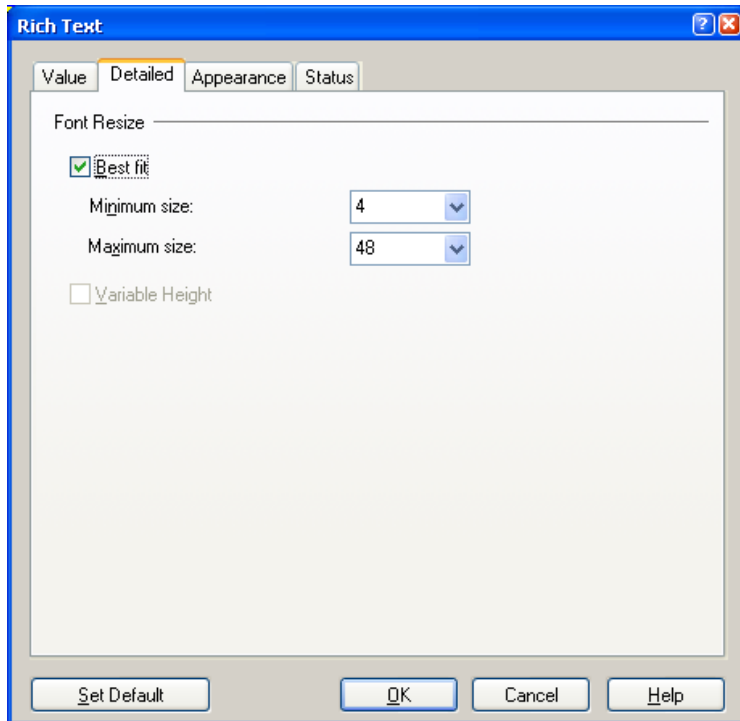 Rich Text
Value Detailed Appearance Status
Font Resize
Best fit
Minimum size: 4
Maximum size: 48
Variable Height
Set Default OK Cancel Help